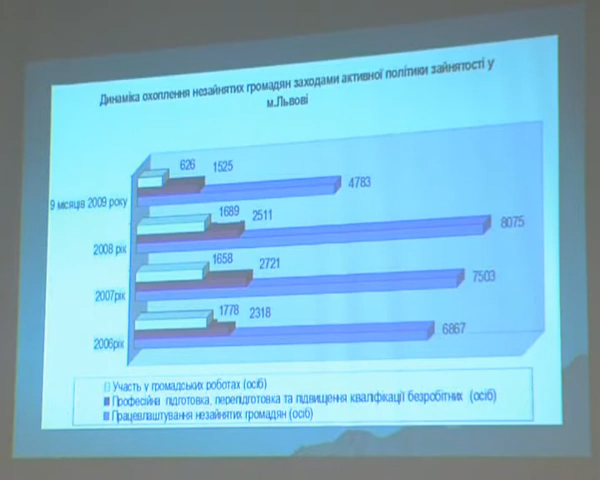 Динаміка охоплення незайнятих громадян заходами активної політики зайнятості у
м.Львові
626 1525
4783
9 місяців 2009 року
1689 2511
8075
2008 рік
1658 2721
7503
2007рік
1778 2318
6867
2006рік
Участь у громадських роботах (осіб)
Професійна підготовка, перепідготовка та підвищення кваліфікації безробітних (осіб)
Працевлаштування незайнятих громадян (осіб)